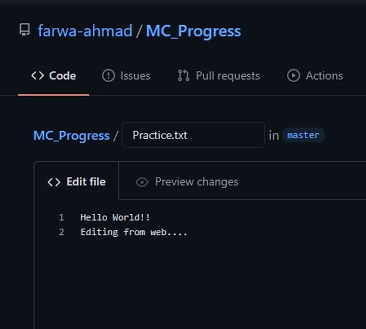 farwa-ahmad / MC_Progress
Code Issues Pull requests Actions
MC_Progress / Practice.txt in master
Edit file Preview changes
1 Hello World!!
2 Editing from web....